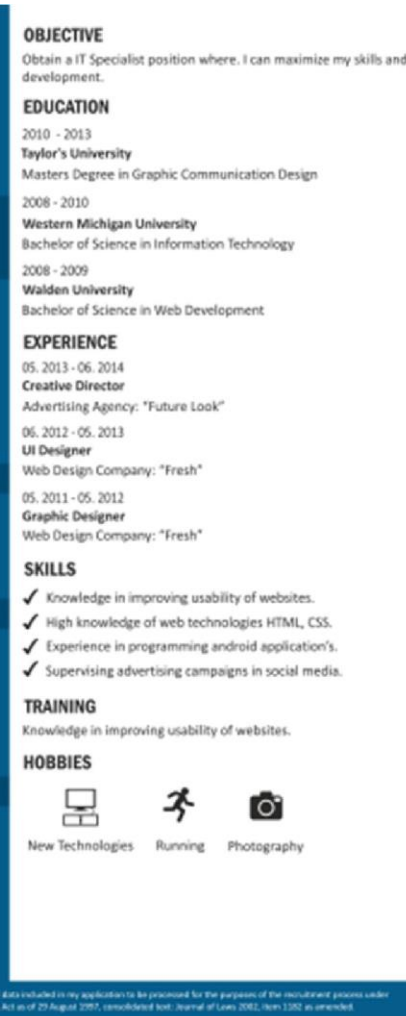 OBJECTIVE
Obtain a IT Specialist position where. I can maximize my skills and
development.
EDUCATION
2010 - 2013
Taylor's University
Masters Degree in Graphic Communication Design
2008 - 2010
Western Michigan University
Bachelor of Science in Information Technology
2008 - 2009
Walden University
Bachelor of Science in Web Development
EXPERIENCE
05. 2013 - 06. 2014
Creative Director
Advertising Agency: "Future Look"
06. 2012 - 05. 2013
UI Designer
Web Design Company: "Fresh"
05. 2011 - 05. 2012
Graphic Designer
Web Design Company: "Fresh"
SKILLS
✓ Knowledge in improving usability of websites.
✓ High knowledge of web technologies HTML, CSS.
✓ Experience in programming android application's.
✓ Supervising advertising campaigns in social media.
TRAINING
Knowledge in improving usability of websites.
HOBBIES
New Technologies Running Photography
data included in my application to be processed for the purposes of the recruitment process under
Act as of 29 August 1997, consolidated text: Journal of Laws 2002, item 1182 as amended.